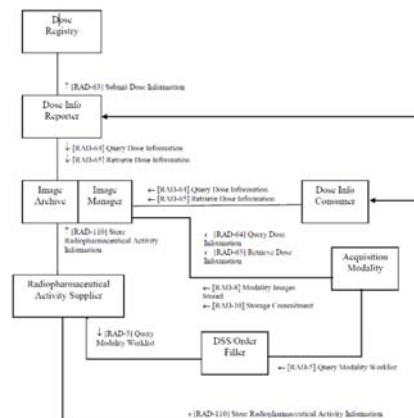 Dose
Registry
↑ [RAD-63] Submit Dose Information
Dose Info
Reporter
↓ [RAD-64] Query Dose Information
↓ [RAD-65] Retrieve Dose Information
Image
Archive
Image
Manager
← [RAD-64] Query Dose Information
← [RAD-65] Retrieve Dose Information
Dose Info
Consumer
↑ [RAD-110] Store
Radiopharmaceutical Activity
Information
[RAD-64] Query Dose
Information
Retrieve Dose
Information
Acquisition
Modality
Radiopharmaceutical
Activity Supplier
← [RAD-8] Modality Images
Stored
← [RAD-10] Storage Commitment
↓ [RAD-5] Query
Modality Worklist
DSS/Order
Filler
← [RAD-5] Query Modality Worklist
[RAD-110] Store Radiopharmaceutical Activity Information